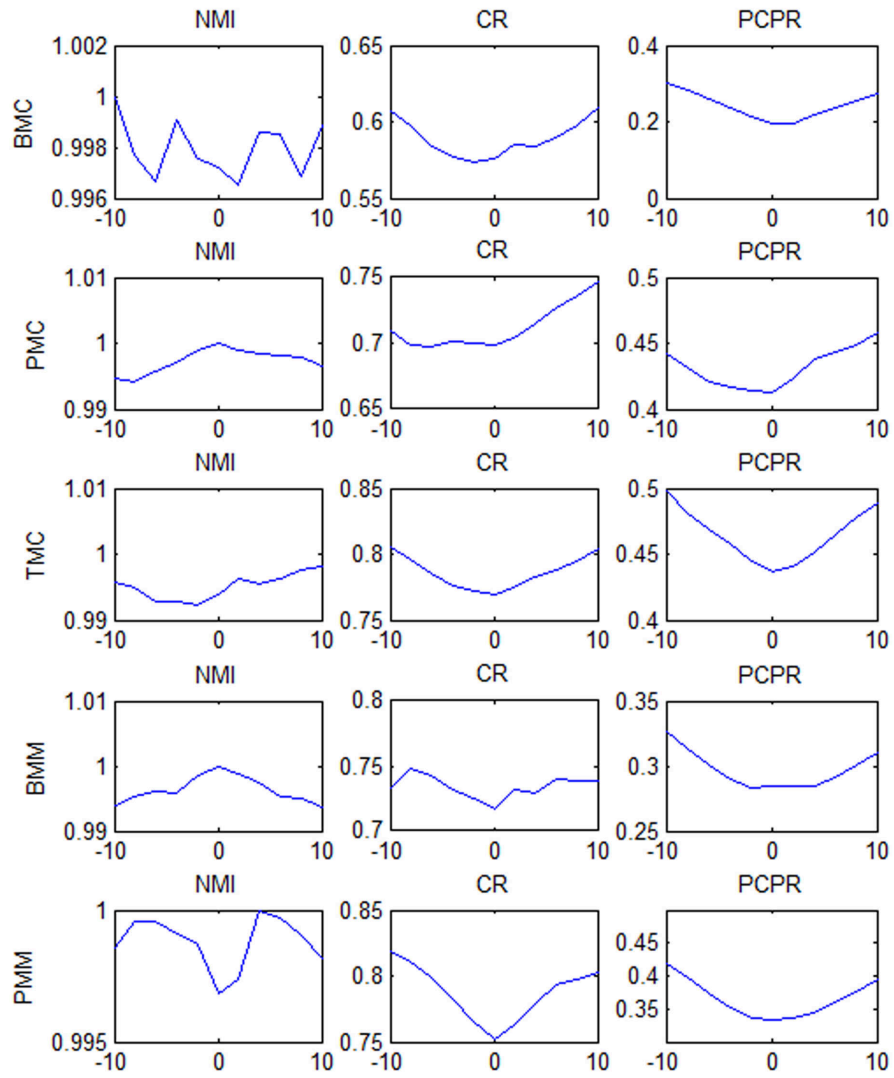 NMI CR PCPR
BMC
1.002 0.65 0.4
1 0.6 0.2
0.998
0.996 0.55 0
-10 0 10 -10 0 10 -10 0 10
NMI CR PCPR
PMC
1.01 0.75 0.5
1 0.7 0.45
0.99 0.65 0.4
-10 0 10 -10 0 10 -10 0 10
NMI CR PCPR
TMC
1.01 0.85 0.5
1 0.8 0.45
0.99 0.75 0.4
-10 0 10 -10 0 10 -10 0 10
NMI CR PCPR
BMM
1.01 0.8 0.35
1 0.75 0.3
0.99 0.7 0.25
-10 0 10 -10 0 10 -10 0 10
NMI CR PCPR
PMM
1 0.85 0.45
0.8 0.4
0.35
0.995 0.75
-10 0 10 -10 0 10 -10 0 10